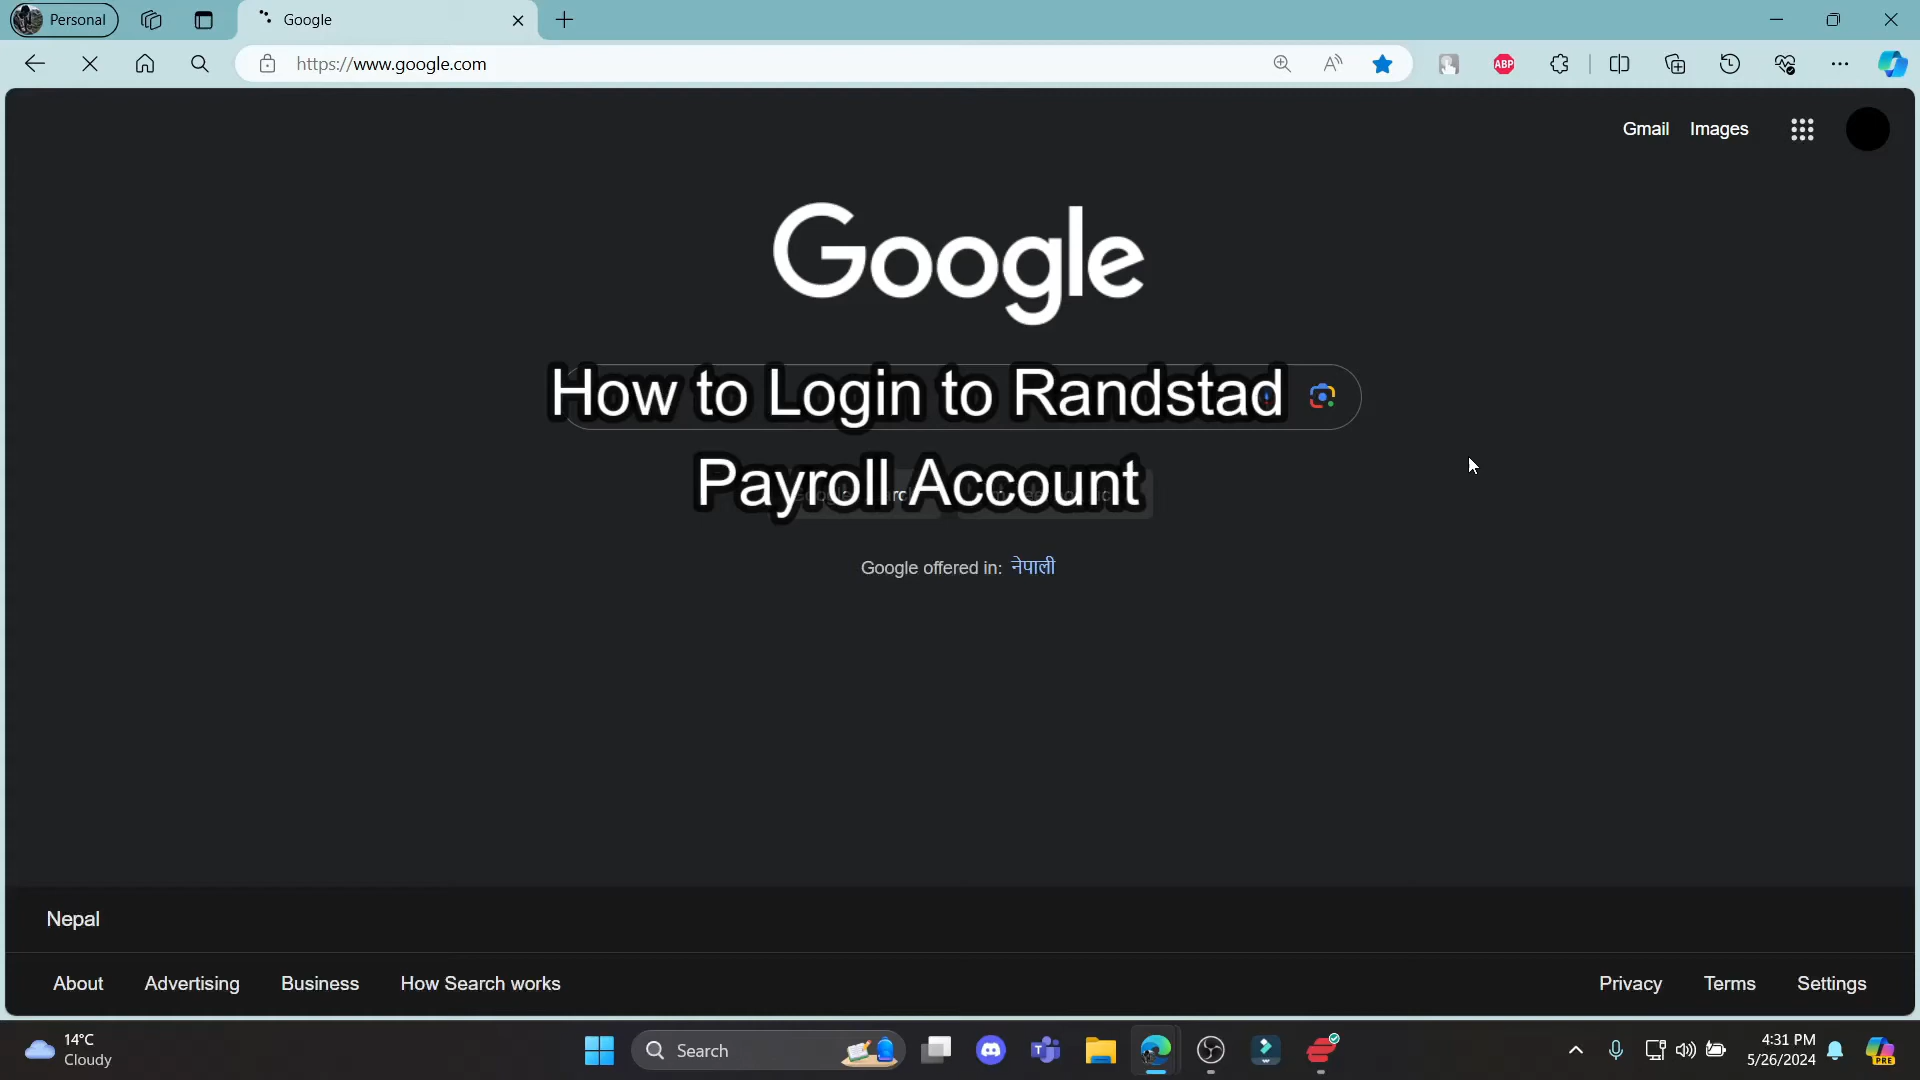 Personal
Google
https://www.google.com
ABP
Gmail Images
Google
How to Login to Randstad
Payroll Account
Google offered in: नेपाली
Nepal
About Advertising Business How Search works
Privacy Terms Settings
14°C
Cloudy
Search
4:31 PM
5/26/2024
PRE